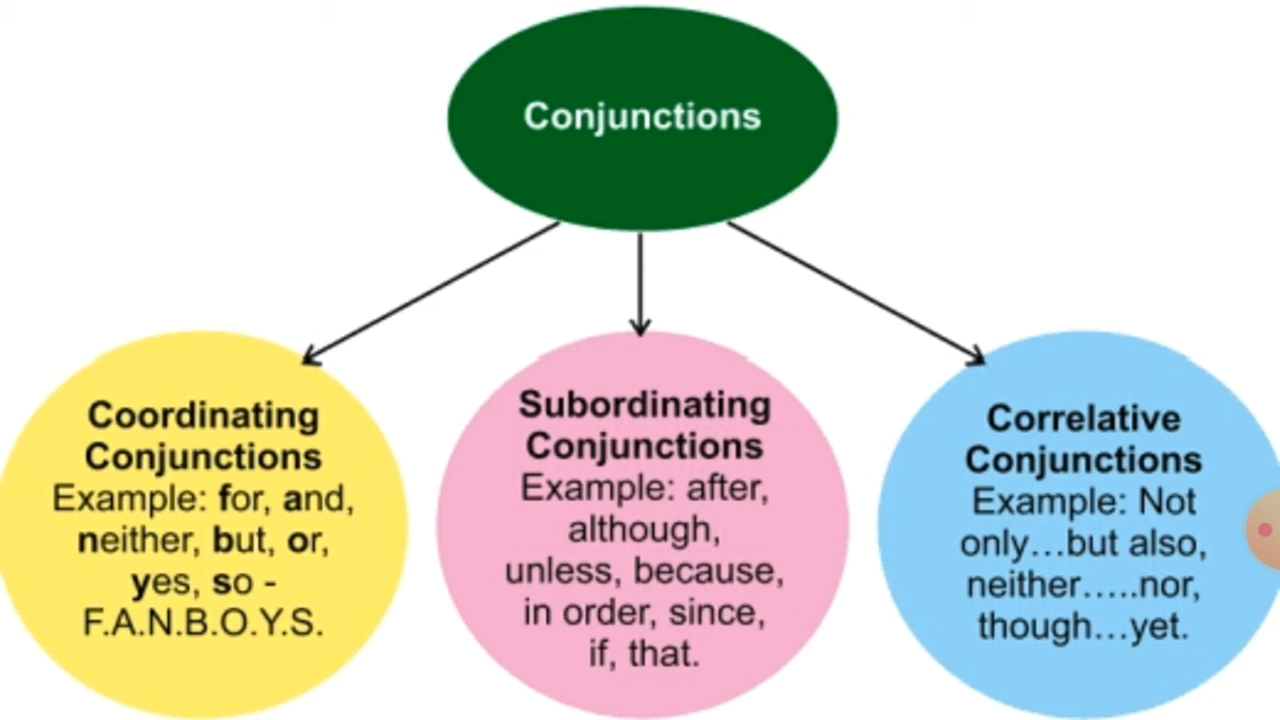 Conjunctions
Coordinating
Conjunctions
Example: for, and,
neither, but, or,
yes, so -
F.A.N.B.O.Y.S.
Subordinating
Conjunctions
Example: after,
although,
unless, because,
in order, since,
if, that.
Correlative
Conjunctions
Example: Not
only…but also,
neither…..nor,
though…yet.